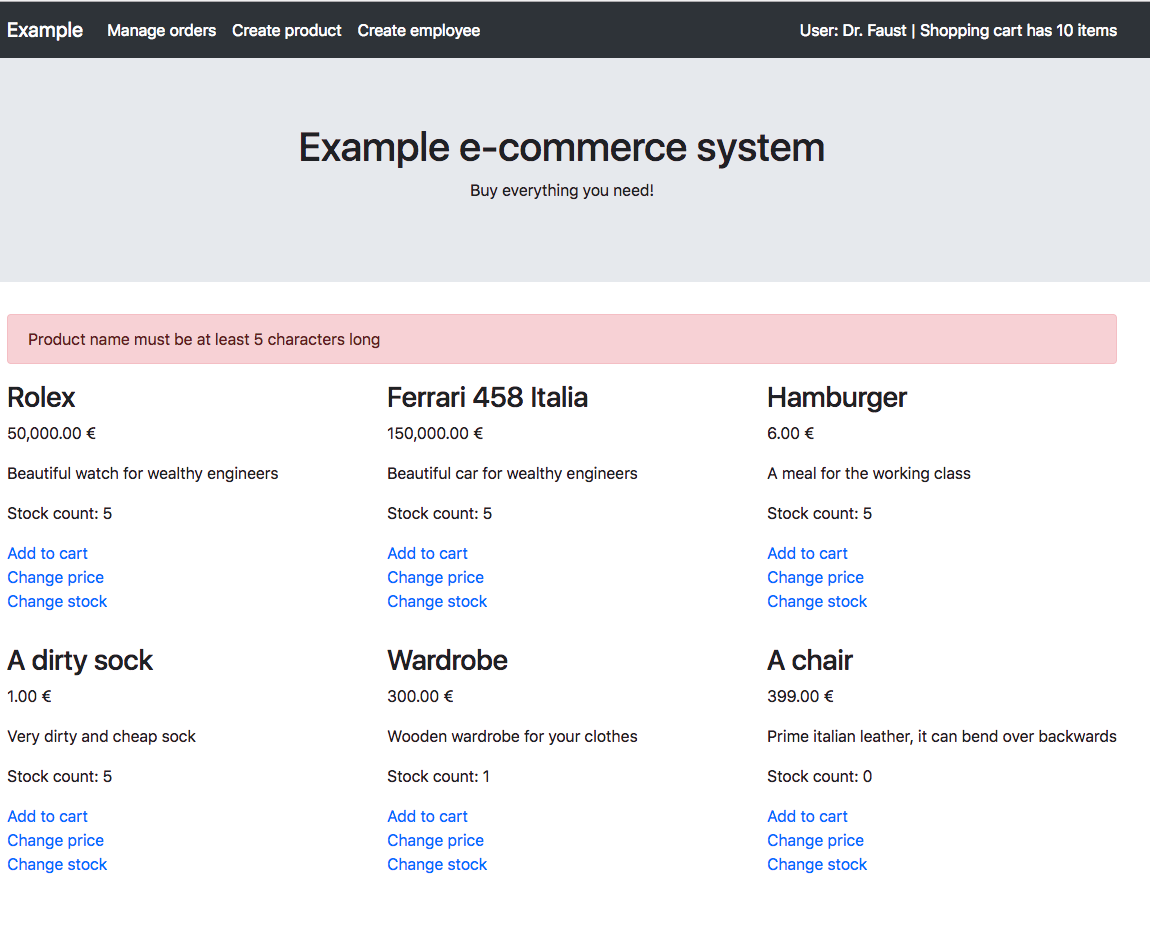 Example Manage orders Create product Create employee User: Dr. Faust | Shopping cart has 10 items
Example e-commerce system
Buy everything you need!
Product name must be at least 5 characters long
Rolex
50,000.00 €
Beautiful watch for wealthy engineers
Stock count: 5
Add to cart
Change price
Change stock
Ferrari 458 Italia
150,000.00 €
Beautiful car for wealthy engineers
Stock count: 5
Add to cart
Change price
Change stock
Hamburger
6.00 €
A meal for the working class
Stock count: 5
Add to cart
Change price
Change stock
A dirty sock
1.00 €
Very dirty and cheap sock
Stock count: 5
Add to cart
Change price
Change stock
Wardrobe
300.00 €
Wooden wardrobe for your clothes
Stock count: 1
Add to cart
Change price
Change stock
A chair
399.00 €
Prime italian leather, it can bend over backwards
Stock count: 0
Add to cart
Change price
Change stock